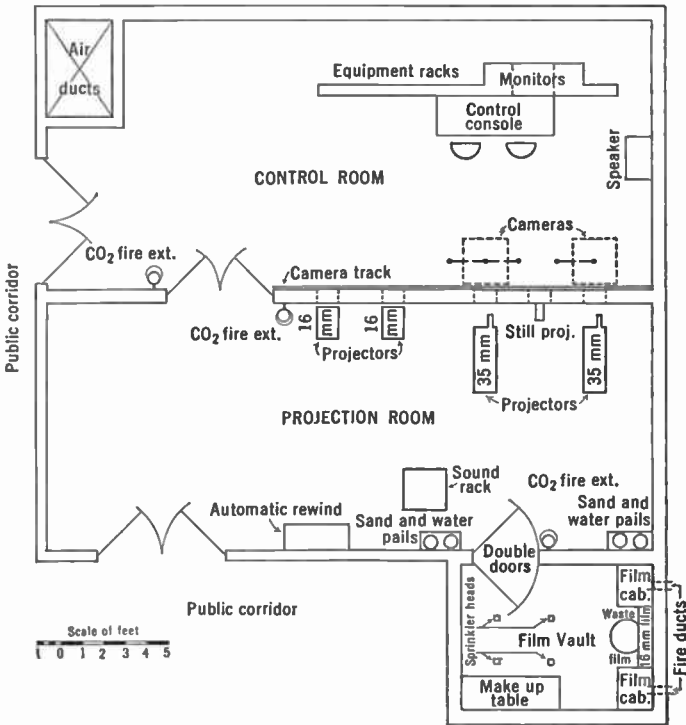 Air
ducts
Equipment racks
Monitors
Control
console
Speaker
CONTROL ROOM
Cameras
CO2 fire ext.
Camera track
Public corridor
CO2 fire ext.
16
mm
16
mm
Projectors
Still proj.
35 mm
35 mm
Projectors
PROJECTION ROOM
Sound
rack
CO2 fire ext.
Automatic rewind
Sand and water
pails
Sand and
water pails
Double
doors
Public corridor
Scale of feet
1 0 1 2 3 4 5
Sprinkler heads
Film Vault
Film
cab.
Waste
film
16 mm film
Film
cab.
Fire ducts
Make up
table